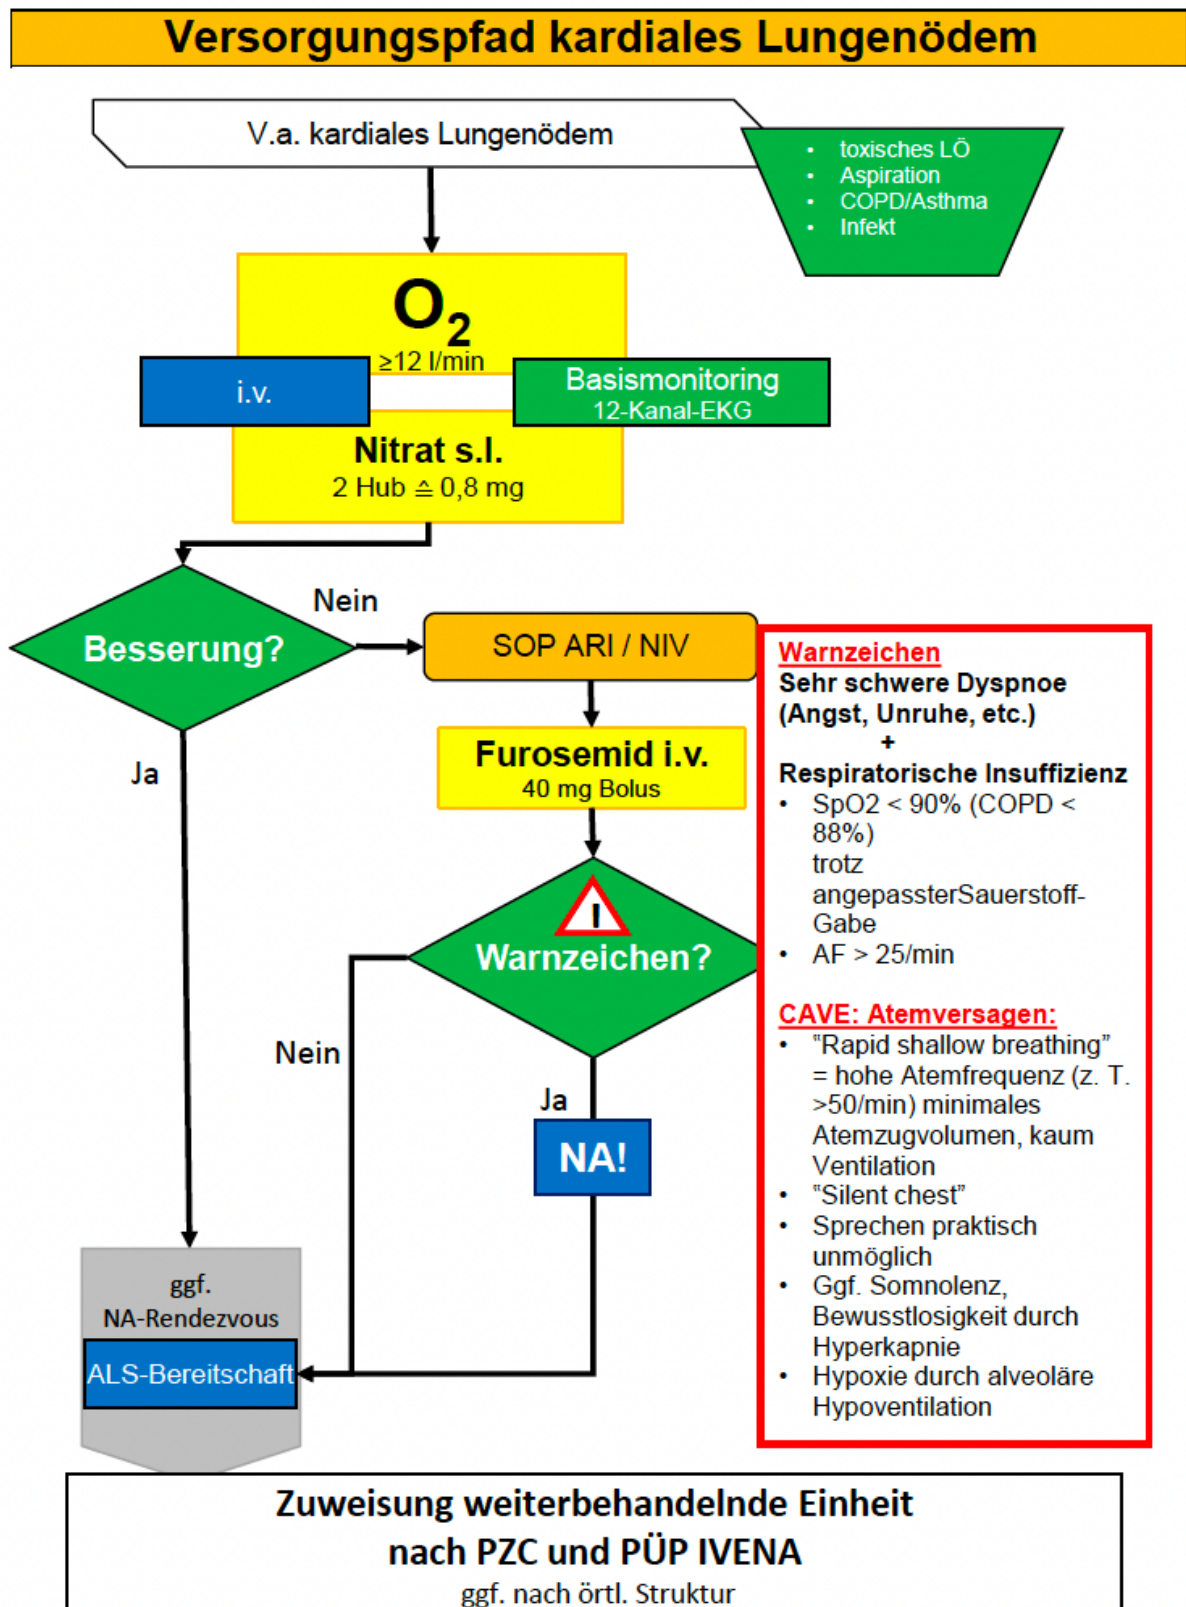 Versorgungspfad kardiales Lungenödem
V.a. kardiales Lungenödem
• toxisches LÖ
• Aspiration
• COPD/Asthma
• Infekt
O₂
≥12 l/min
i.v.
Basismonitoring
12-Kanal-EKG
Nitrat s.l.
2 Hub ≙ 0,8 mg
Besserung?
Nein
Ja
SOP ARI / NIV
Furosemid i.v.
40 mg Bolus
!
Warnzeichen?
Nein
Ja
NA!
Warnzeichen
Sehr schwere Dyspnoe
(Angst, Unruhe, etc.)
+
Respiratorische Insuffizienz
• SpO2 < 90% (COPD <
88%)
trotz
angepassterSauerstoff-
Gabe
• AF > 25/min
CAVE: Atemversagen:
• "Rapid shallow breathing”
= hohe Atemfrequenz (z. T.
>50/min) minimales
Atemzugvolumen, kaum
Ventilation
• "Silent chest”
• Sprechen praktisch
unmöglich
• Ggf. Somnolenz,
Bewusstlosigkeit durch
Hyperkapnie
• Hypoxie durch alveoläre
Hypoventilation
ggf.
NA-Rendezvous
ALS-Bereitschaft
Zuweisung weiterbehandelnde Einheit
nach PZC und PÜP IVENA
ggf. nach örtl. Struktur